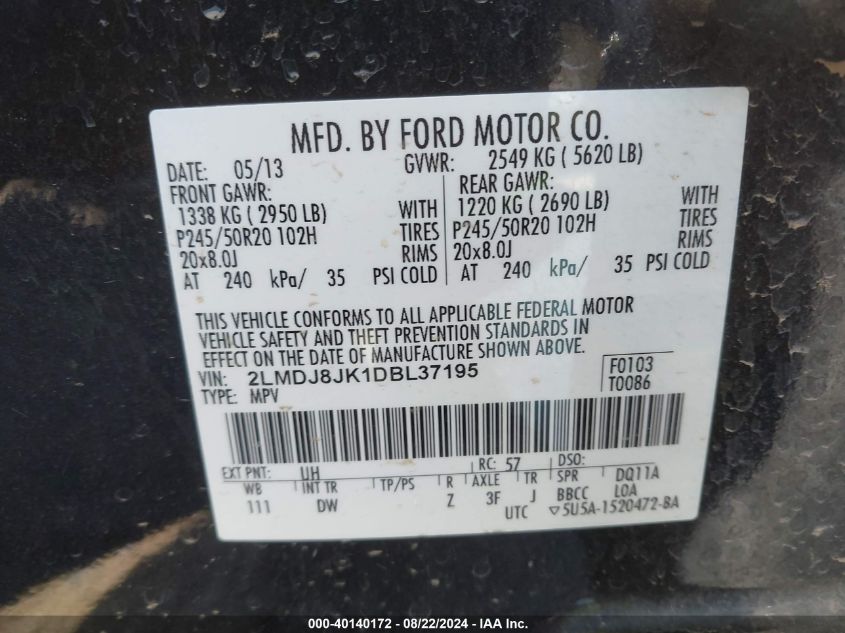 MFD. BY FORD MOTOR CO.
DATE: 05/13 GVWR: 2549 KG ( 5620 LB)
FRONT GAWR: REAR GAWR:
1338 KG ( 2950 LB) WITH 1220 KG ( 2690 LB) WITH
P245/50R20 102H TIRES P245/50R20 102H TIRES
20x8.0J RIMS 20x8.0J RIMS
AT 240 kPa/ 35 PSI COLD AT 240 kPa/ 35 PSI COLD
THIS VEHICLE CONFORMS TO ALL APPLICABLE FEDERAL MOTOR
VEHICLE SAFETY AND THEFT PREVENTION STANDARDS IN
EFFECT ON THE DATE OF MANUFACTURE SHOWN ABOVE.
VIN: 2LMDJ8JK1DBL37195 F0103
TYPE: MPV T0086
EXT PNT: UH RC: 57 DSO:
WB INT TR TP/PS R AXLE TR SPR DQ11A
111 DW Z 3F J BBCC LOA
UTC ▽5U5A-1520472-BA
000-40140172 - 08/22/2024 - IAA Inc.